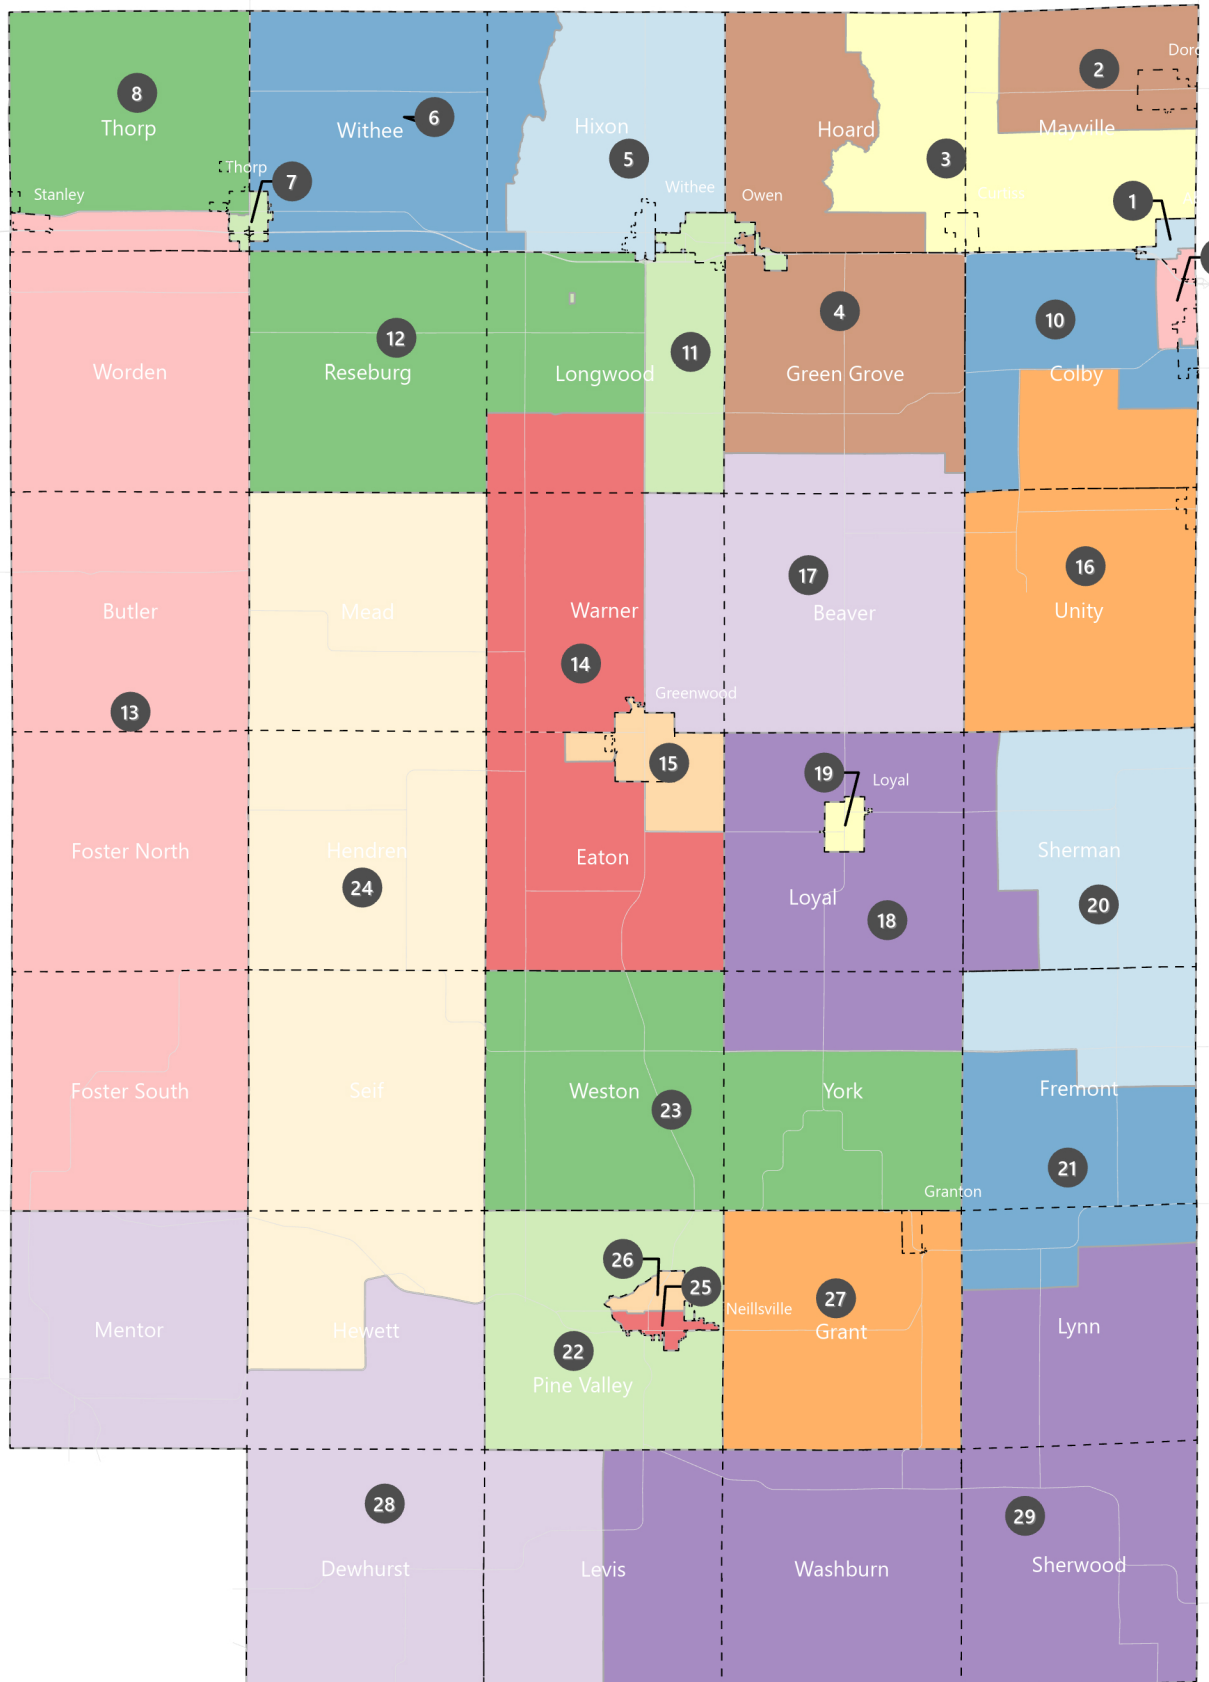 2
8
Thorp
6
Withee
Hixon
5
Hoard
3
Mayville
Thorp
7
Stanley
Withee
Owen
Curtiss
1
4
10
12
11
Worden
Reseburg
Longwood
Green Grove
Colby
17
16
Butler
Mead
Warner
Beaver
Unity
14
Greenwood
13
15
19
Loyal
Foster North
Hendren
Eaton
Sherman
24
Loyal
18
20
Foster South
Seif
Weston
York
Fremont
23
21
Granton
26
25
27
Neillsville
Mentor
Hewett
Grant
Lynn
22
Pine Valley
28
29
Dewhurst
Levis
Washburn
Sherwood